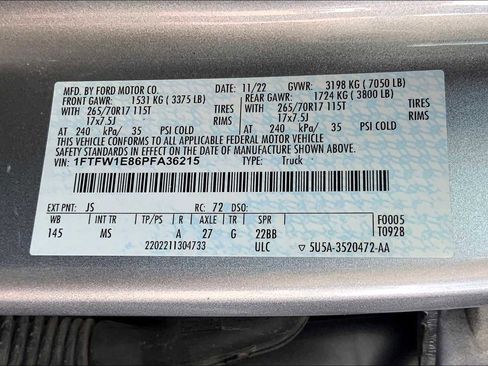 MFD. BY FORD MOTOR CO. 11/22 GVWR: 3198 KG (7050 LB)
FRONT GAWR: 1531 KG (3375 LB) REAR GAWR: 1724 KG (3800 LB)
265/70R17 115T TIRES 265/70R17 115T TIRES
17x7.5J RIMS 17x7.5J RIMS
AT 240 kPa/ 35 PSI COLD AT 240 kPa/ 35 PSI COLD
THIS VEHICLE CONFORMS TO ALL APPLICABLE FEDERAL MOTOR VEHICLE
SAFETY STANDARDS IN EFFECT ON THE DATE OF MANUFACTURE SHOWN ABOVE.
VIN: 1FTFW1E86PFA36215 TYPE: Truck
EXT PNT: JS RC: 72 DSO:
WB MS TP/PS R AXLE TR SPR F0005
145 MS A 27 G 22BB T0928
2202211304733 ULC ▽ 5U5A-3520472-AA